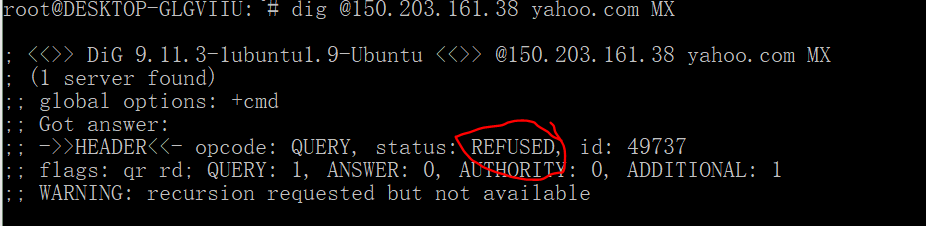 root@DESKTOP-GLGVIIU:~# dig @150.203.161.38 yahoo.com MX
; <<>> DiG 9.11.3-1ubuntu1.9-Ubuntu <<>> @150.203.161.38 yahoo.com MX
; (1 server found)
;; global options: +cmd
;; Got answer:
;; ->>HEADER<<- opcode: QUERY, status: REFUSED, id: 49737
;; flags: qr rd; QUERY: 1, ANSWER: 0, AUTHORITY: 0, ADDITIONAL: 1
;; WARNING: recursion requested but not available